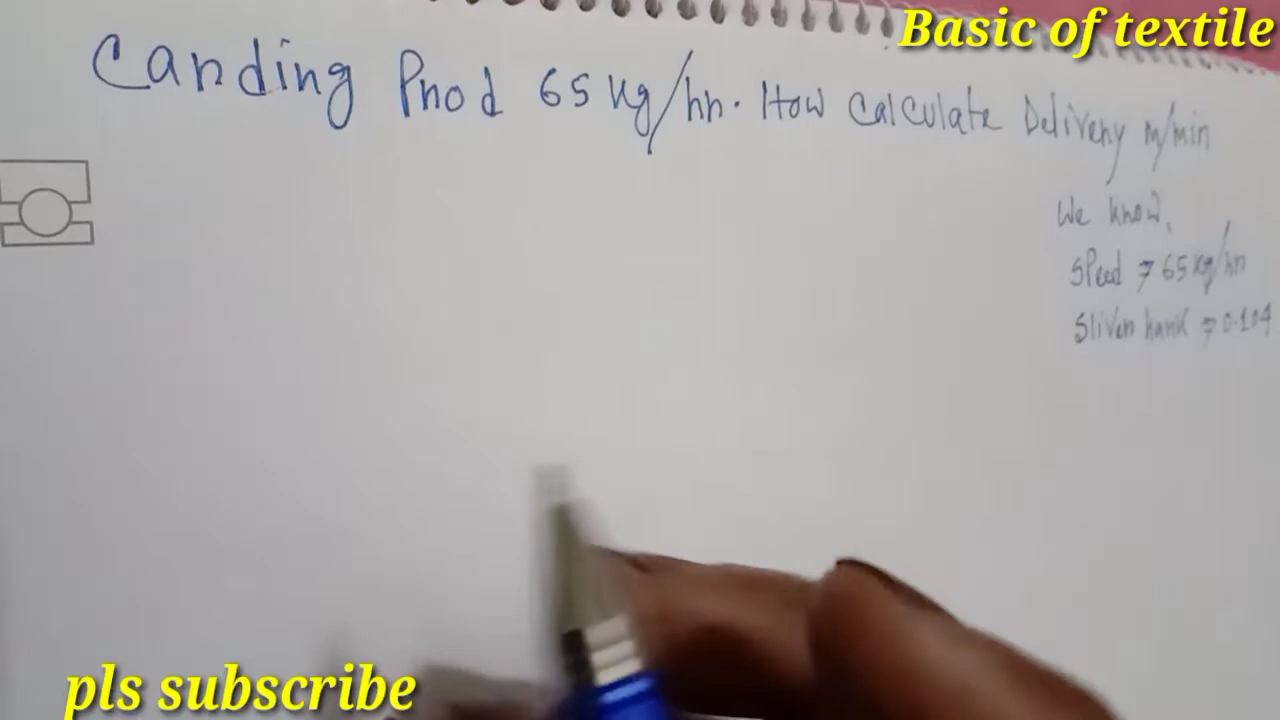 Basic of textile
Carding Prod 65 kg/hr. How Calculate Delivery m/min
We know,
Speed ⇒ 65 kg/hr
Sliver hank ⇒ 0.104
pls subscribe